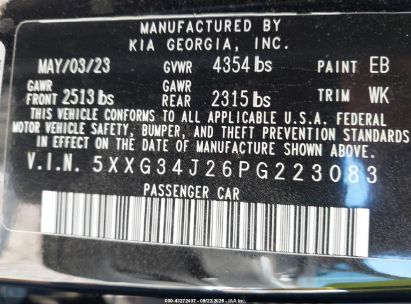 MANUFACTURED BY
KIA GEORGIA, INC.
MAY/03/23 GVWR 4354 lbs PAINT EB
GAWR GAWR
FRONT 2513 lbs REAR 2315 lbs TRIM WK
THIS VEHICLE CONFORMS TO ALL APPLICABLE U.S.A. FEDERAL
MOTOR VEHICLE SAFETY, BUMPER, AND THEFT PREVENTION STANDARDS
IN EFFECT ON THE DATE OF MANUFACTURE SHOWN ABOVE.
V.I.N. 5XXG34J26PG223083
PASSENGER CAR